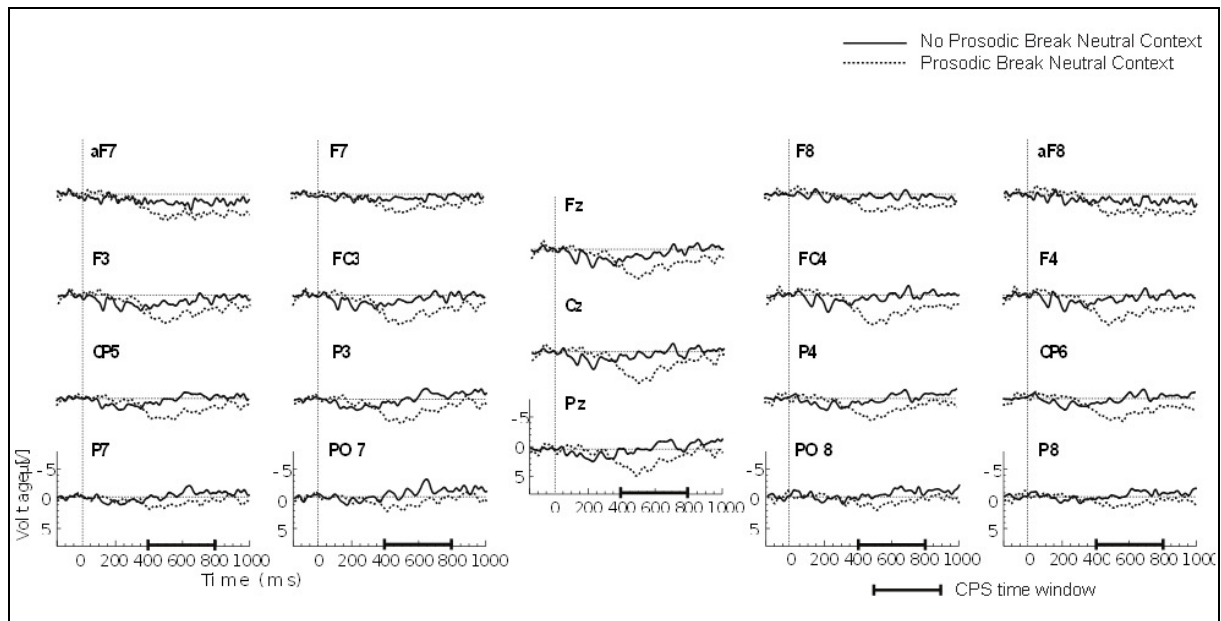 No Prosodic Break Neutral Context
Prosodic Break Neutral Context
aF7
F7
F8
aF8
Fz
F3
FC3
FC4
F4
Cz
CP5
P3
P4
CP6
Pz
-5
0
5
P7
PO 7
PO 8
P8
-5
0
5
-5
0
5
-5
0
5
-5
0
5
Voltage[µV]
0 200 400 600 800 1000
0 200 400 600 800 1000
0 200 400 600 800 1000
0 200 400 600 800 1000
0 200 400 600 800 1000
Time (ms)
CPS time window